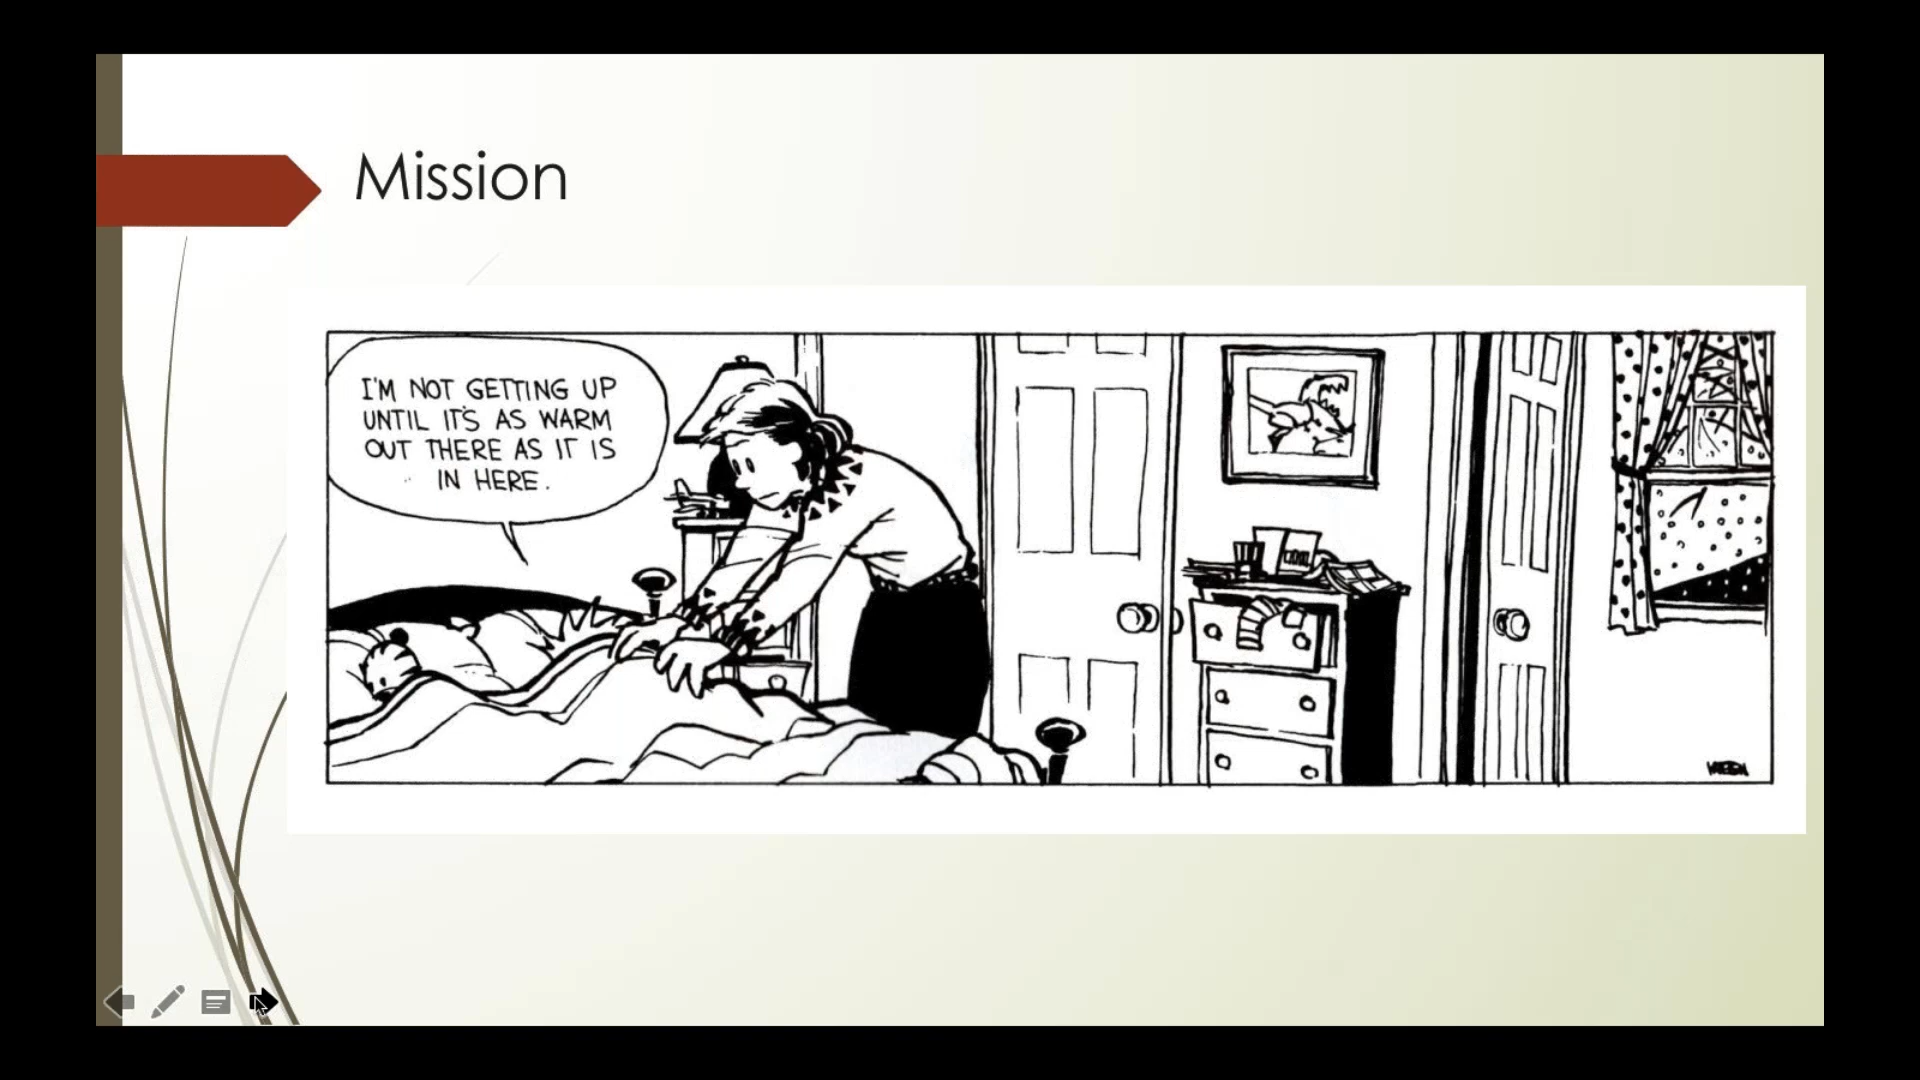 Mission
I'M NOT GETTING UP
UNTIL IT'S AS WARM
OUT THERE AS IT IS
IN HERE.